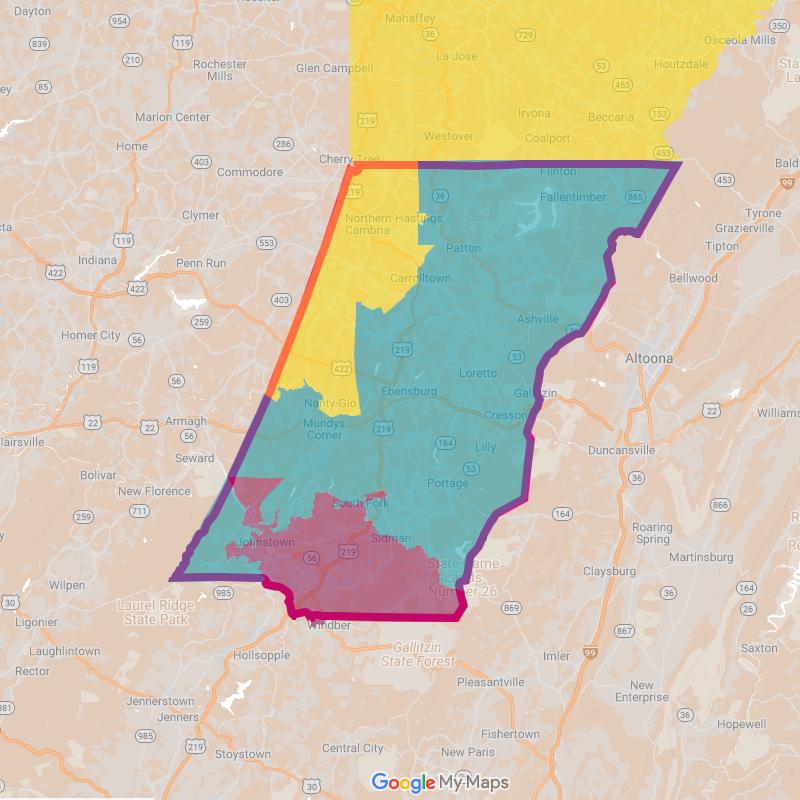 Dayton
954
Mahaffey
36
729
Osceola Mills
350
839
119
210
Rochester
Mills
Glen Campbell
La Jose
53
Houtzdale
85
453
Marion Center
219
Irvona
Beccaria
153
Home
286
Westover
Coalport
453
403
Commodore
Cherry Tree
Flinton
453
Bald
99
219
36
Fallentimber
865
Clymer
Northern
Cambria
Hastings
Tyrone
Grazierville
119
553
Patton
Tipton
Indiana
Penn Run
422
422
Carrolltown
Bellwood
403
259
Ashville
Homer City
56
219
53
Altoona
119
422
Loretto
56
Ebensburg
Gallitzin
22
22
Nanty-Glo
Cresson
22
Williams
Armagh
56
Mundys
Corner
219
164
Lilly
Duncansville
Seward
53
Bolivar
New Florence
Portage
36
259
711
South Fork
164
866
Roaring
Spring
Johnstown
56
219
Sidman
Martinsburg
State Game
Lands
Number 26
Claysburg
Wilpen
985
36
26
164
30
Laurel Ridge
State Park
869
Ligonier
Windber
867
Laughlintown
Hollsopple
Gallitzin
State Forest
Imler
99
Saxton
Rector
Pleasantville
New
Enterprise
Jennerstown
Jenners
36
Hopewell
985
Fishertown
219
Stoystown
Central City
New Paris
30
Google My Maps